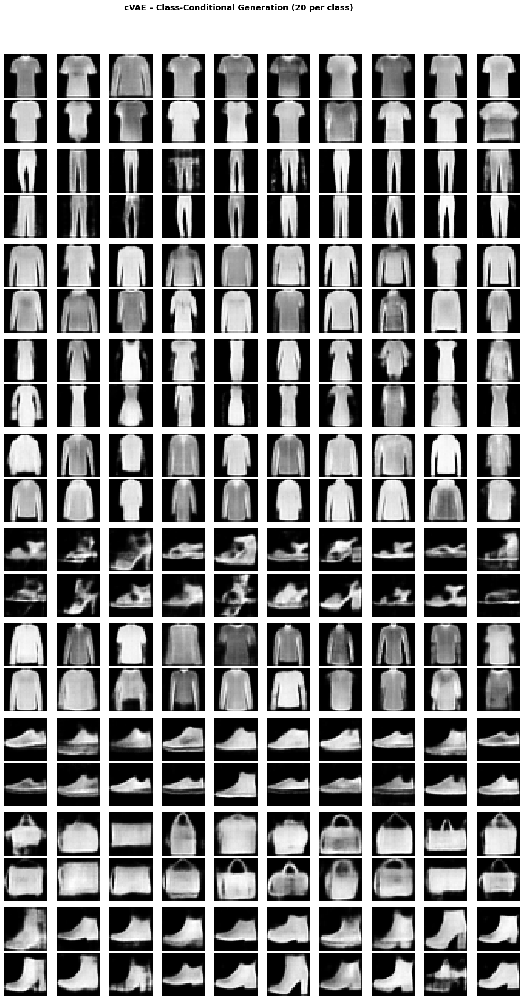 cVAE – Class-Conditional Generation (20 per class)